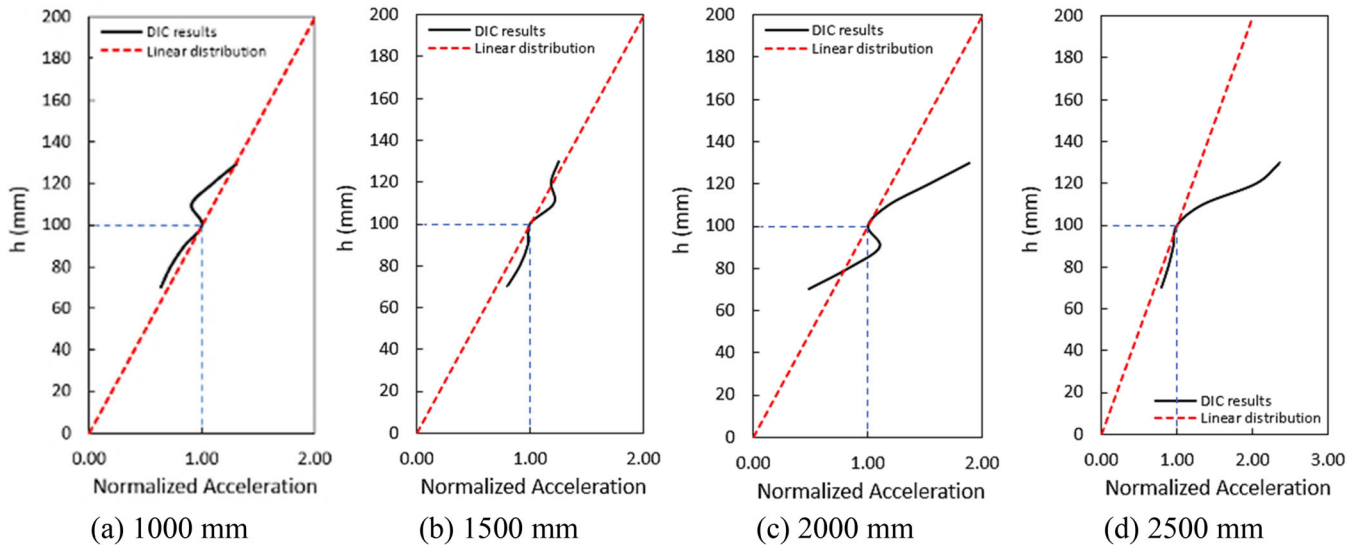 DIC results
Linear distribution
200
180
160
140
120
100
80
60
40
20
0
h (mm)
0.00 1.00 2.00
Normalized Acceleration
(a) 1000 mm
DIC results
Linear distribution
200
180
160
140
120
100
80
60
40
20
0
h (mm)
0.00 1.00 2.00
Normalized Acceleration
(b) 1500 mm
DIC results
Linear distribution
200
180
160
140
120
100
80
60
40
20
0
h (mm)
0.00 1.00 2.00
Normalized Acceleration
(c) 2000 mm
200
180
160
140
120
100
80
60
40
20
0
h (mm)
DIC results
Linear distribution
0.00 1.00 2.00 3.00
Normalized Acceleration
(d) 2500 mm